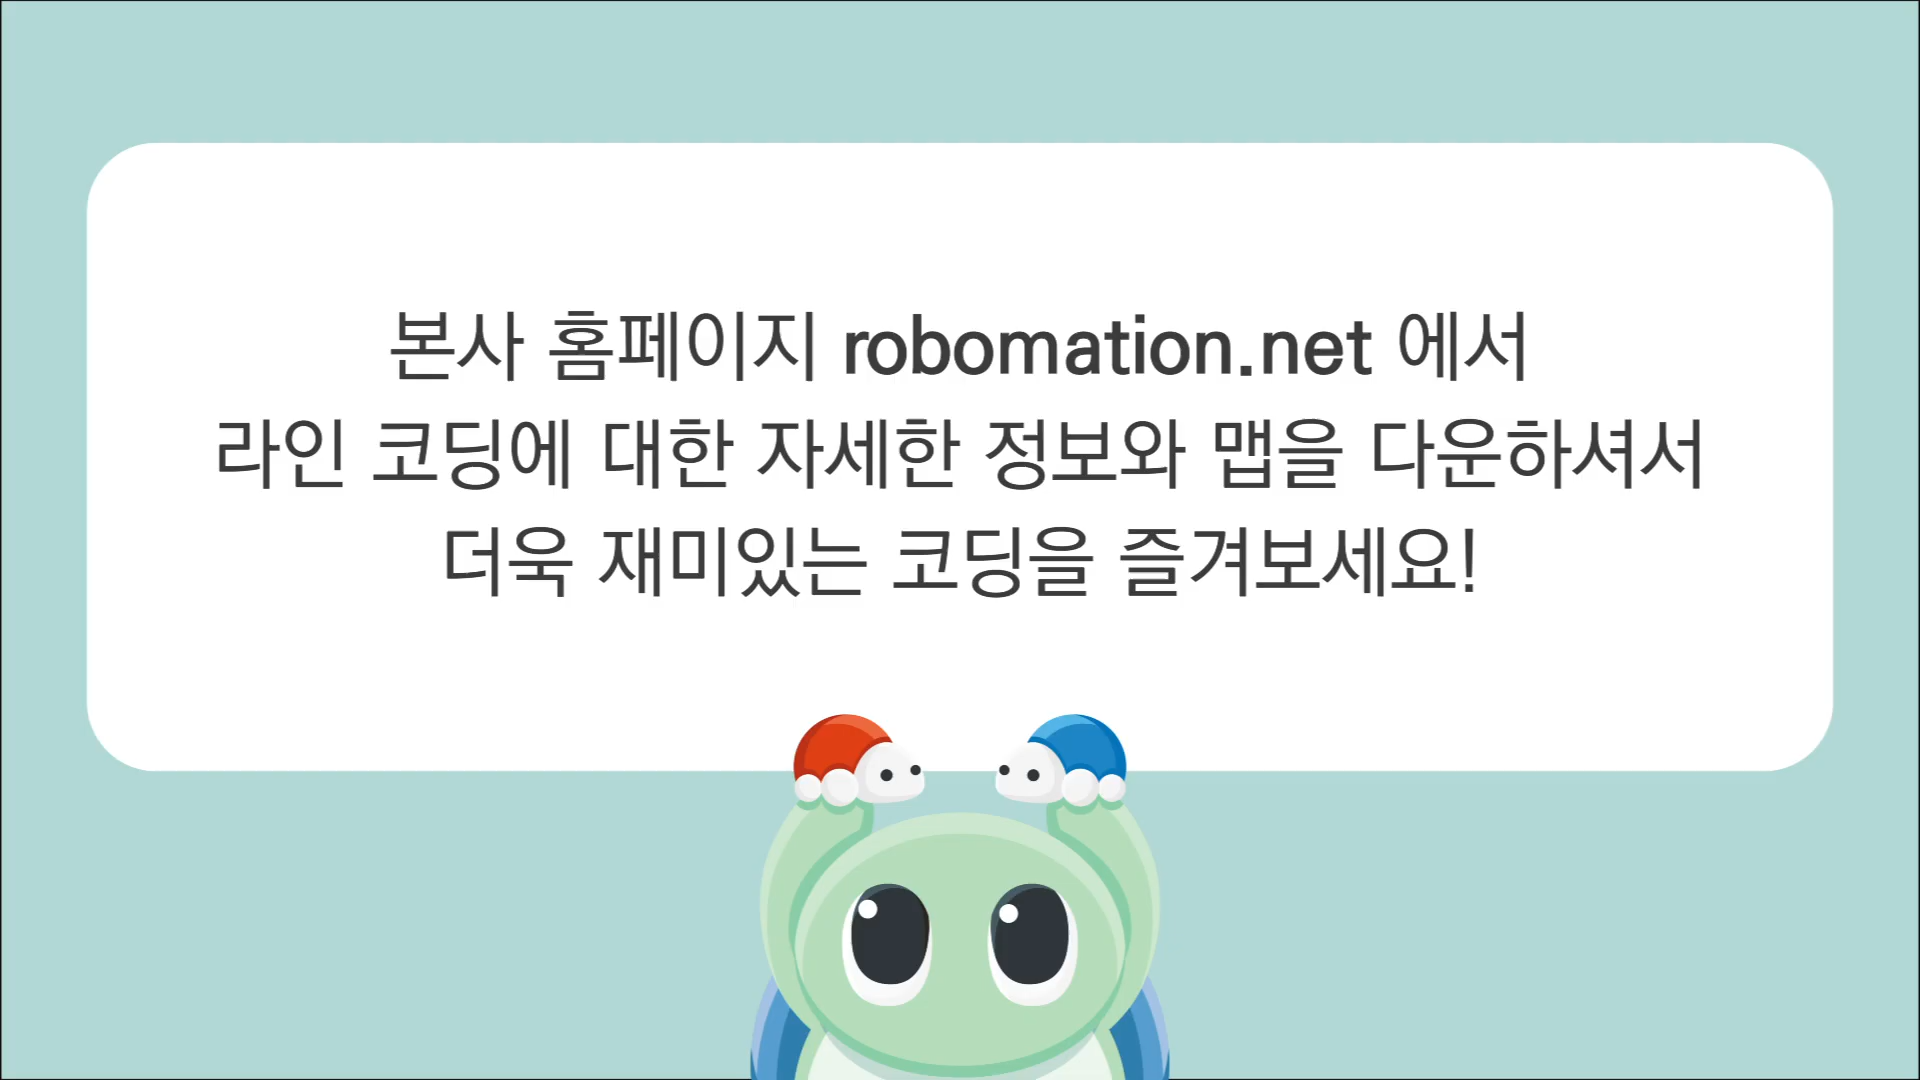 본사 홈페이지 robomation.net 에서
라인 코딩에 대한 자세한 정보와 맵을 다운하셔서
더욱 재미있는 코딩을 즐겨보세요!